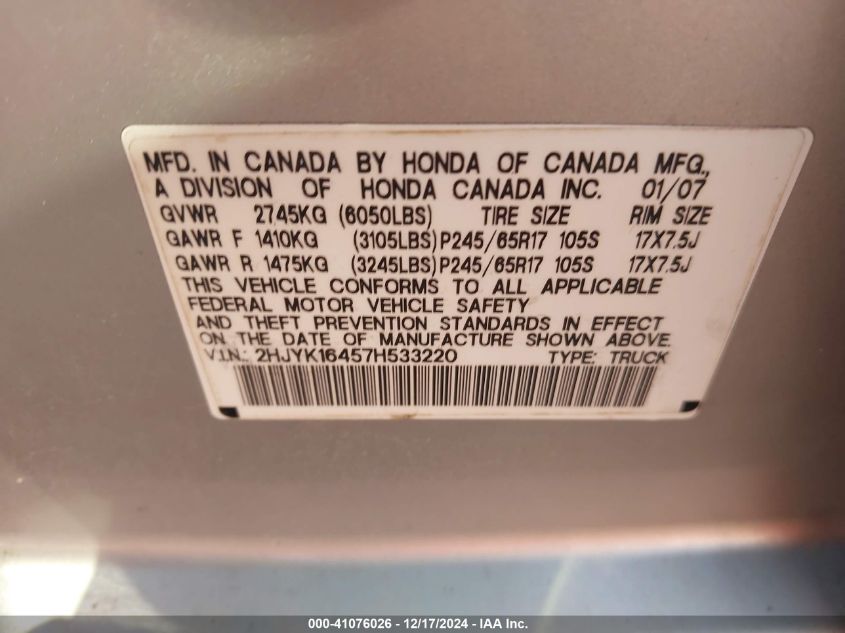 MFD. IN CANADA BY HONDA OF CANADA MFG.,
A DIVISION OF HONDA CANADA INC. 01/07
GVWR 2745KG (6050LBS) TIRE SIZE RIM SIZE
GAWR F 1410KG (3105LBS) P245/65R17 105S 17X7.5J
GAWR R 1475KG (3245LBS) P245/65R17 105S 17X7.5J
THIS VEHICLE CONFORMS TO ALL APPLICABLE
FEDERAL MOTOR VEHICLE SAFETY
AND THEFT PREVENTION STANDARDS IN EFFECT
ON THE DATE OF MANUFACTURE SHOWN ABOVE.
V.I.N.: 2HJYK16457H533220 TYPE: TRUCK
000-41076026 - 12/17/2024 - IAA Inc.